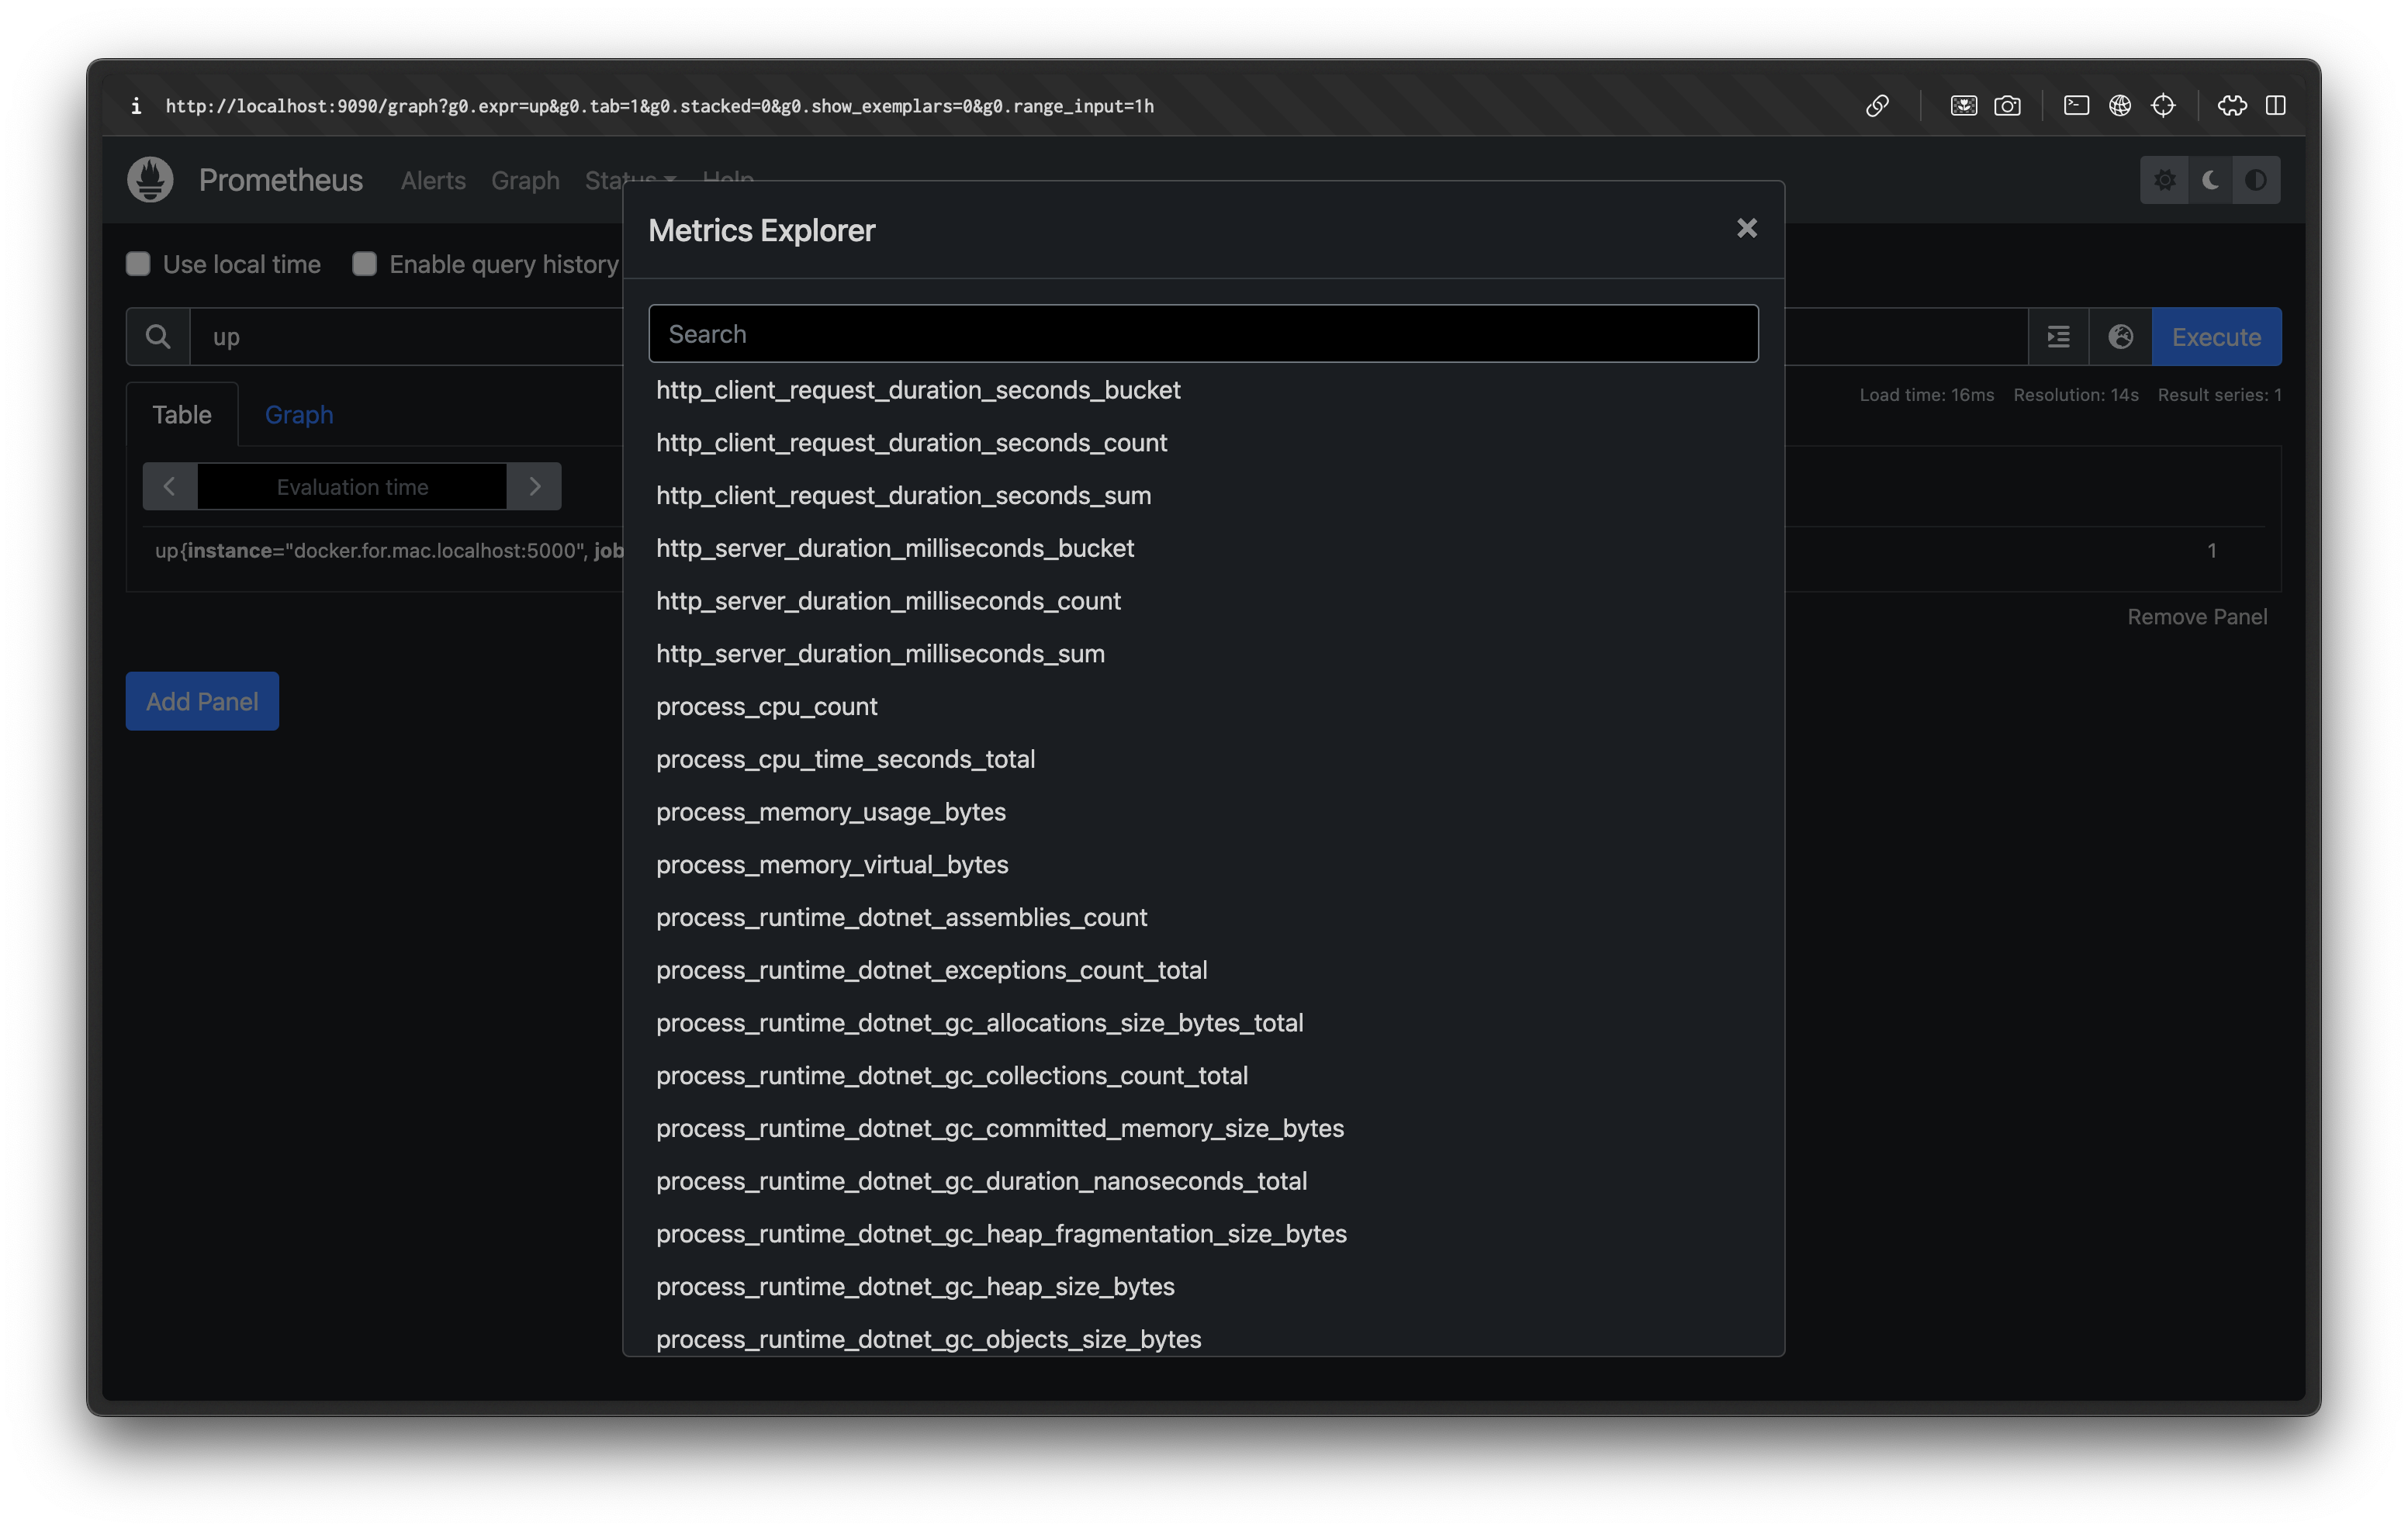 http://localhost:9090/graph?g0.expr=up&g0.tab=1&g0.stacked=0&g0.show_exemplars=0&g0.range_input=1h
Prometheus Alerts Graph Status Help
Metrics Explorer
Use local time Enable query history
up
Search
Execute
Load time: 16ms Resolution: 14s Result series: 1
Table Graph
Evaluation time
up{instance="docker.for.mac.localhost:5000", job
1
Remove Panel
Add Panel
http_client_request_duration_seconds_bucket
http_client_request_duration_seconds_count
http_client_request_duration_seconds_sum
http_server_duration_milliseconds_bucket
http_server_duration_milliseconds_count
http_server_duration_milliseconds_sum
process_cpu_count
process_cpu_time_seconds_total
process_memory_usage_bytes
process_memory_virtual_bytes
process_runtime_dotnet_assemblies_count
process_runtime_dotnet_exceptions_count_total
process_runtime_dotnet_gc_allocations_size_bytes_total
process_runtime_dotnet_gc_collections_count_total
process_runtime_dotnet_gc_committed_memory_size_bytes
process_runtime_dotnet_gc_duration_nanoseconds_total
process_runtime_dotnet_gc_heap_fragmentation_size_bytes
process_runtime_dotnet_gc_heap_size_bytes
process_runtime_dotnet_gc_objects_size_bytes